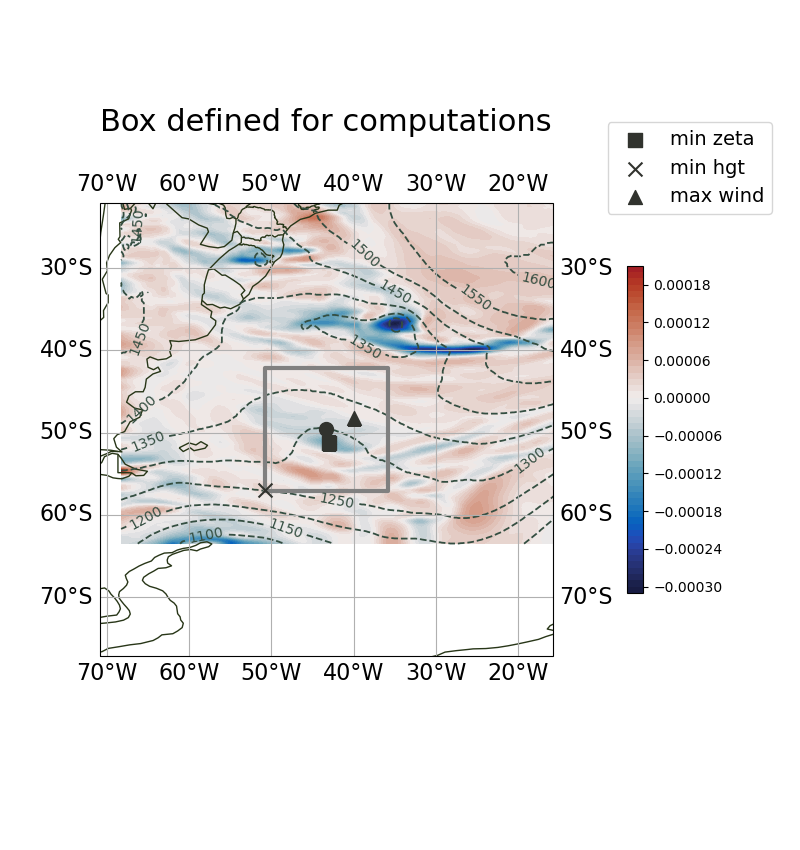 Box defined for computations
min zeta
min hgt
max wind
70°W 60°W 50°W 40°W 30°W 20°W
30°S 30°S
40°S 40°S
50°S 50°S
60°S 60°S
70°S 70°S
70°W 60°W 50°W 40°W 30°W 20°W
1450
1500
1600
1450
1550
1450
1350
1400
1350
1300
1250
1200
1150
1100
0.00018
0.00012
0.00006
0.00000
−0.00006
−0.00012
−0.00018
−0.00024
−0.00030